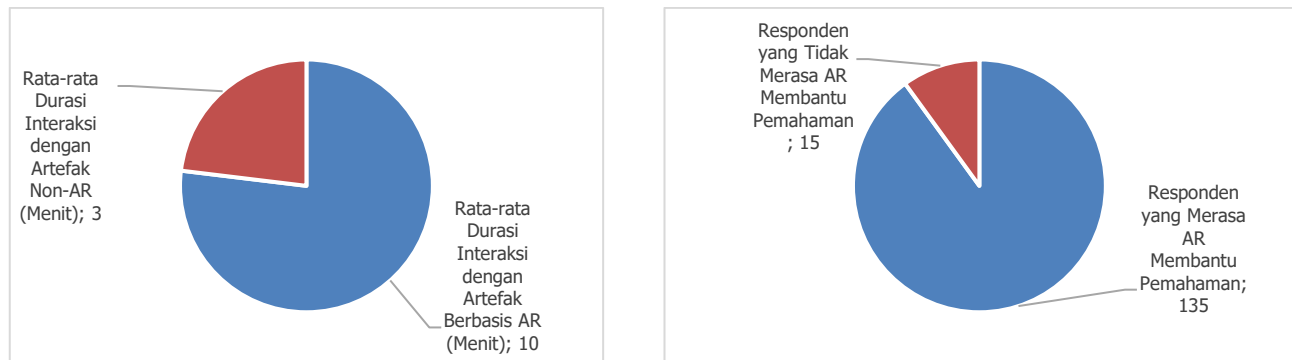 Rata-rata
Durasi
Interaksi
dengan
Artefak
Non-AR
(Menit); 3
Rata-rata
Durasi
Interaksi
dengan
Artefak
Berbasis AR
(Menit); 10
Responden
yang Tidak
Merasa AR
Membantu
Pemahaman
; 15
Responden
yang Merasa
AR
Membantu
Pemahaman;
135